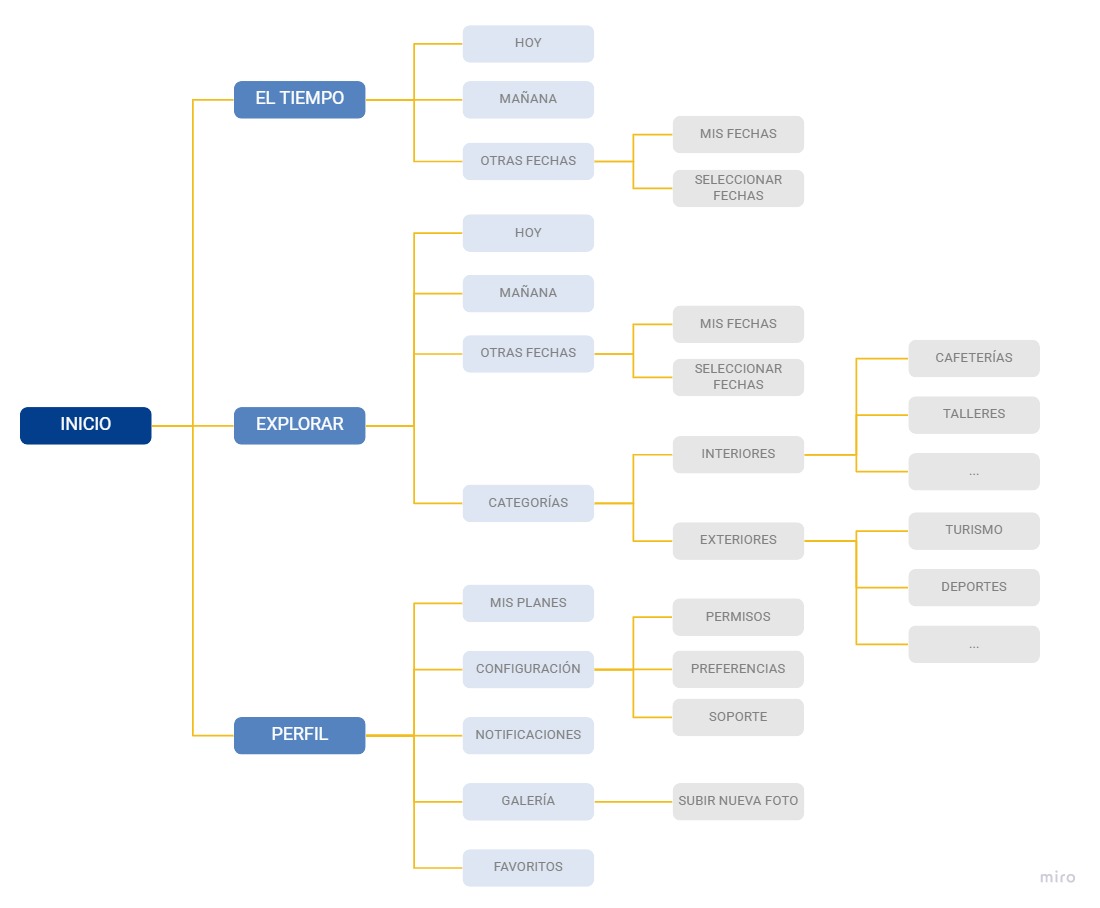 INICIO
EL TIEMPO
HOY
MAÑANA
OTRAS FECHAS
MIS FECHAS
SELECCIONAR
FECHAS
EXPLORAR
HOY
MAÑANA
OTRAS FECHAS
MIS FECHAS
SELECCIONAR
FECHAS
CATEGORÍAS
INTERIORES
CAFETERÍAS
TALLERES
...
EXTERIORES
TURISMO
DEPORTES
...
PERFIL
MIS PLANES
CONFIGURACIÓN
PERMISOS
PREFERENCIAS
SOPORTE
NOTIFICACIONES
GALERÍA
SUBIR NUEVA FOTO
FAVORITOS
miro